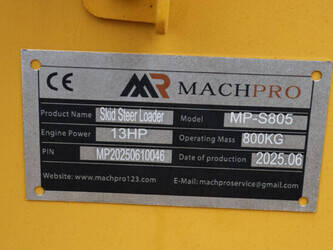 CE MR MACHPRO
Product Name Skid Steer Loader Model MP-S805
Engine Power 13HP Operating Mass 800KG
PIN MP20250610046 Date of production 2025.06
Website: www.machpro123.com E-Mail: machproservice@gmail.com